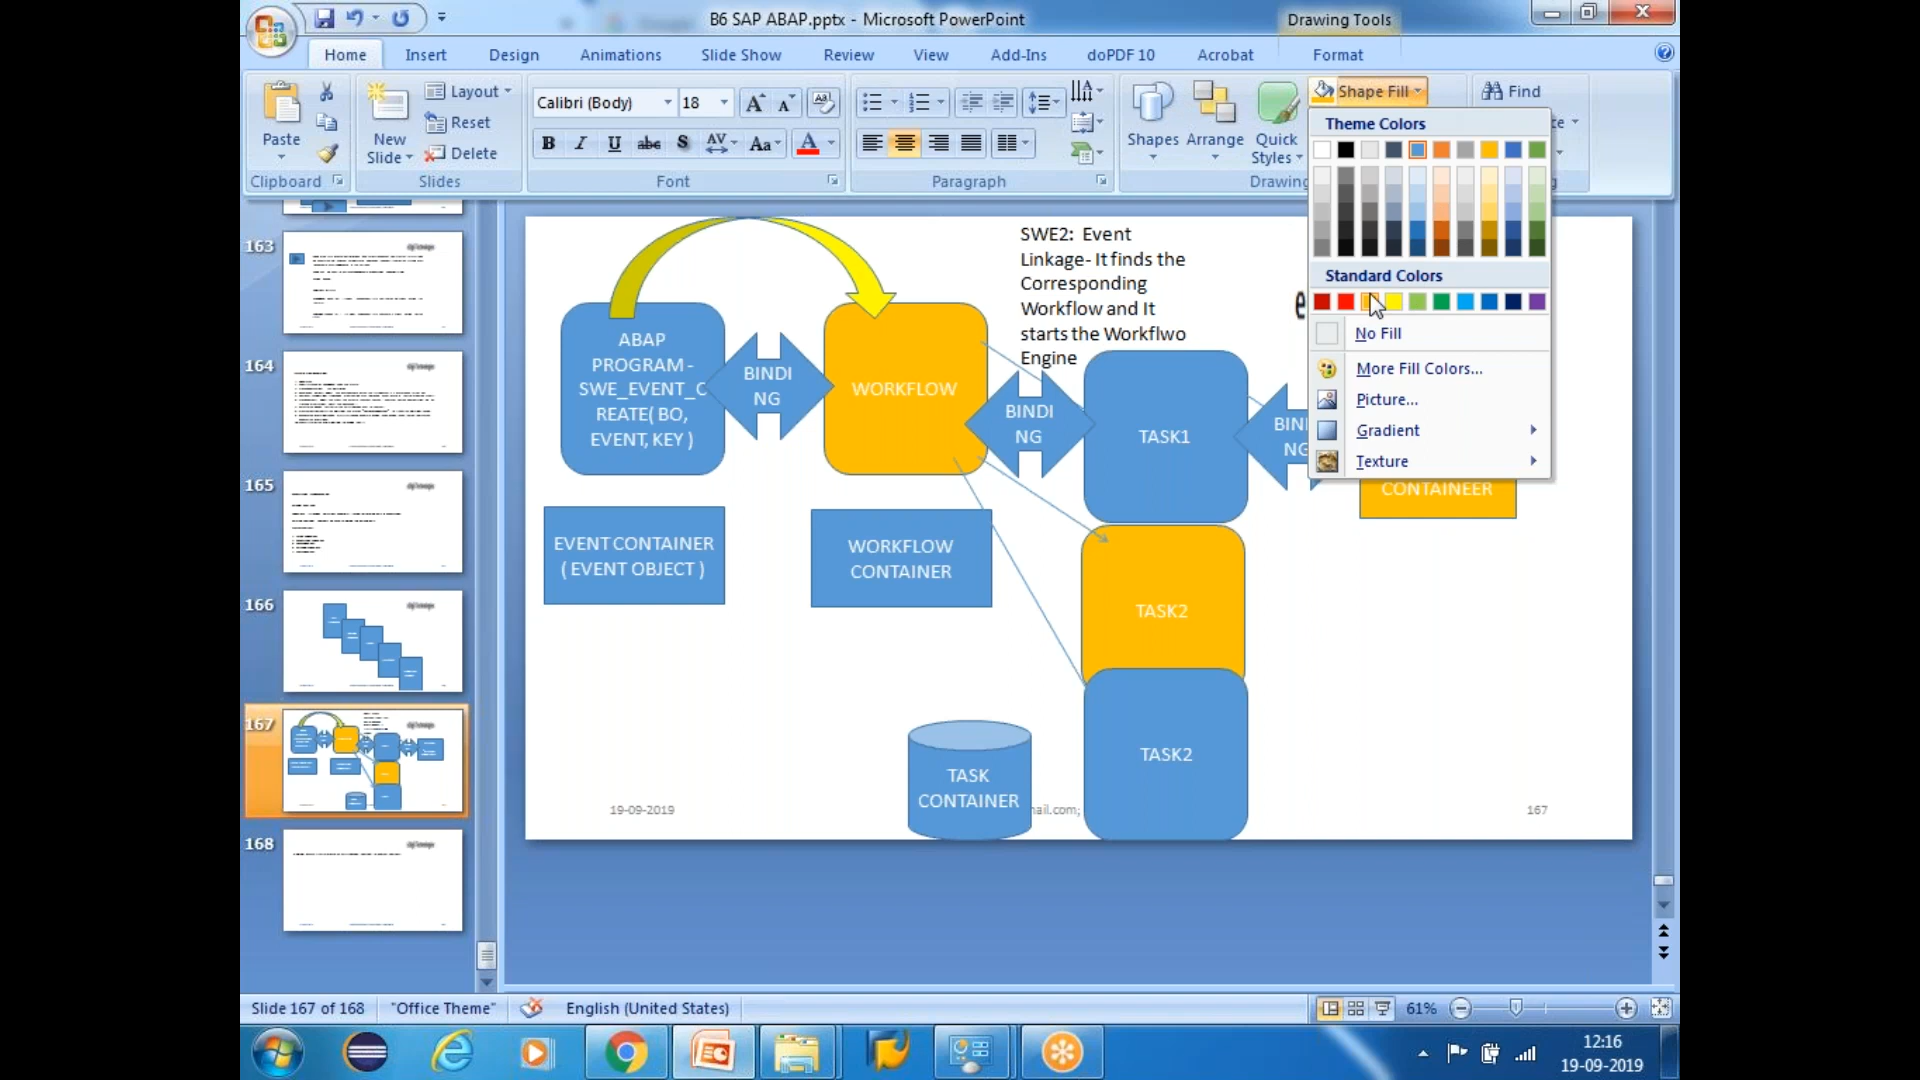 B6 SAP ABAP.pptx - Microsoft PowerPoint
Drawing Tools
Home
Insert
Design
Animations
Slide Show
Review
View
Add-Ins
doPDF 10
Acrobat
Format
Paste
Clipboard
New
Slide
Layout
Reset
Delete
Slides
Calibri (Body)
18
Font
Paragraph
Shapes
Arrange
Quick
Styles
Drawing
Shape Fill
Find
Theme Colors
Standard Colors
No Fill
More Fill Colors...
Picture...
Gradient
Texture
163
164
165
166
167
168
SWE2: Event
Linkage- It finds the
Corresponding
Workflow and It
starts the Workflwo
Engine
ABAP
PROGRAM -
SWE_EVENT_C
REATE( BO,
EVENT, KEY )
BINDI
NG
WORKFLOW
BINDI
NG
TASK1
BIN
NG
CONTAINEER
EVENT CONTAINER
( EVENT OBJECT )
WORKFLOW
CONTAINER
TASK2
TASK2
TASK
CONTAINER
19-09-2019
ail.com;
167
Slide 167 of 168
"Office Theme"
English (United States)
61%
12:16
19-09-2019